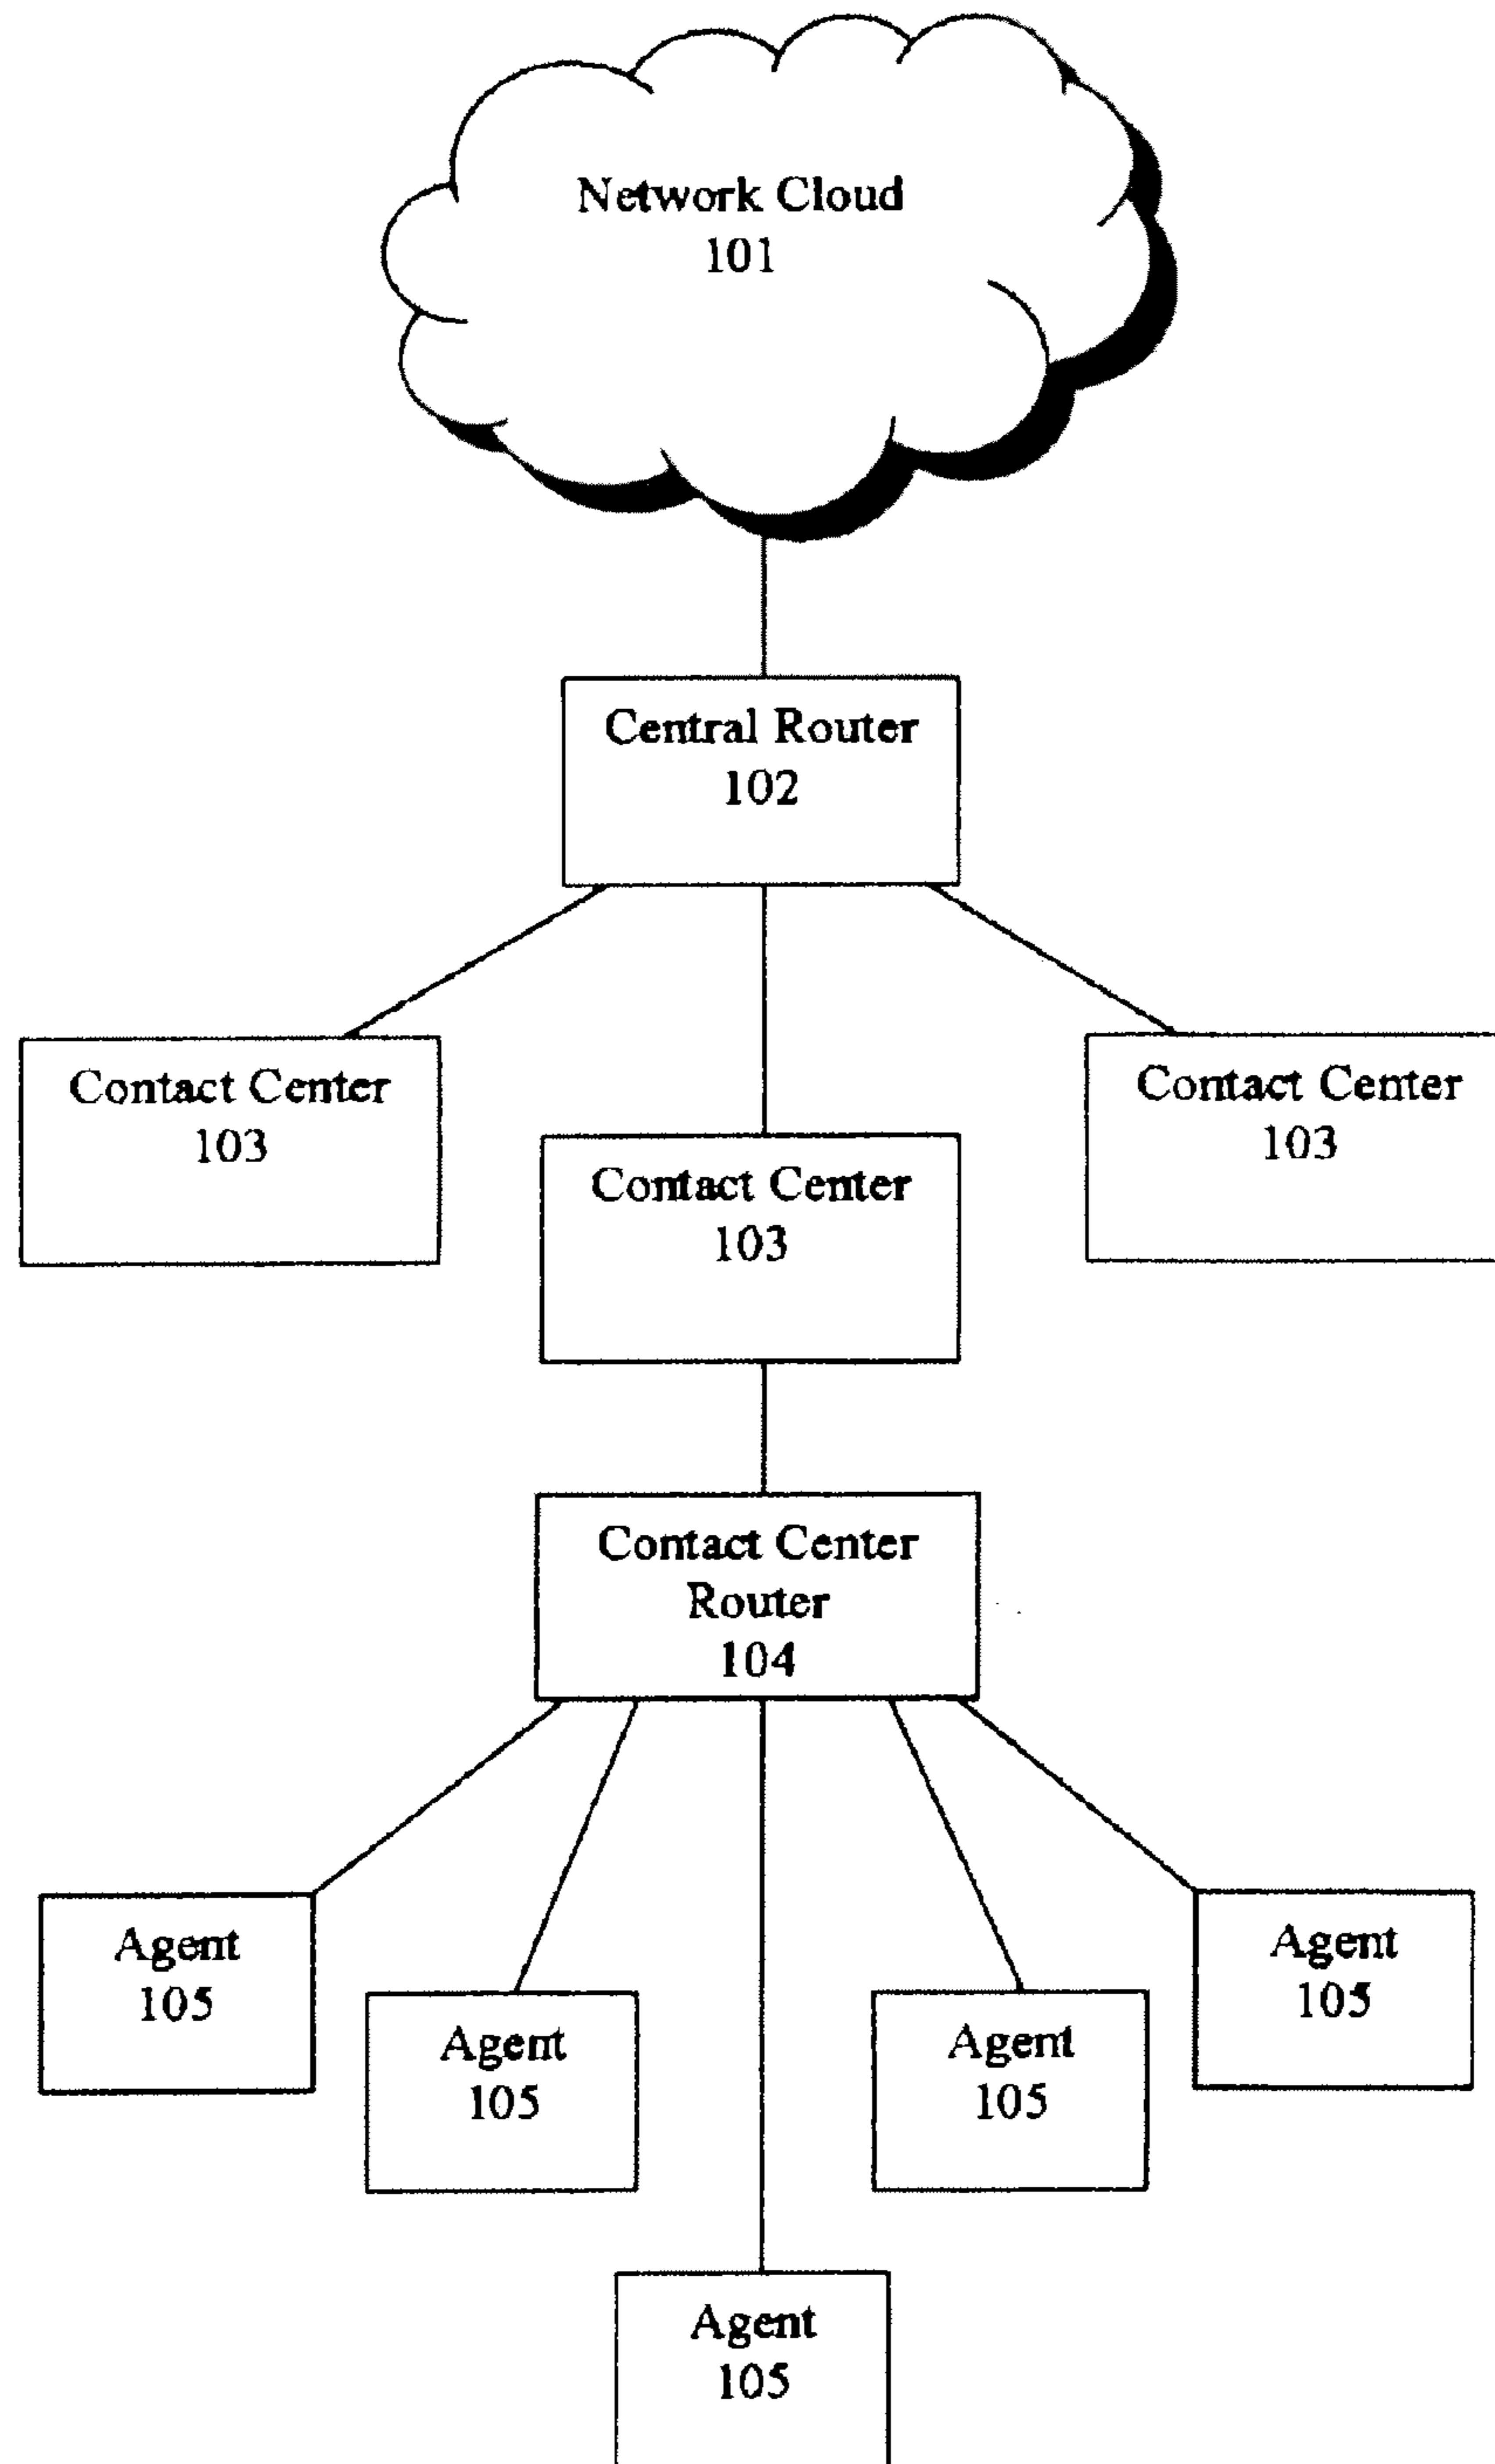 Network Cloud
101
Central Router
102
Contact Center
103
Contact Center
103
Contact Center
103
Contact Center
Router
104
Agent
105
Agent
105
Agent
105
Agent
105
Agent
105